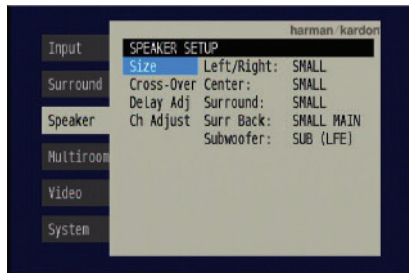 harman/kardon
Input
Surround
Speaker
Multiroom
Video
System
SPEAKER SETUP
Size Left/Right: SMALL
Cross-Over Center: SMALL
Delay Adj Surround: SMALL
Ch Adjust Surr Back: SMALL MAIN
Subwoofer: SUB (LFE)